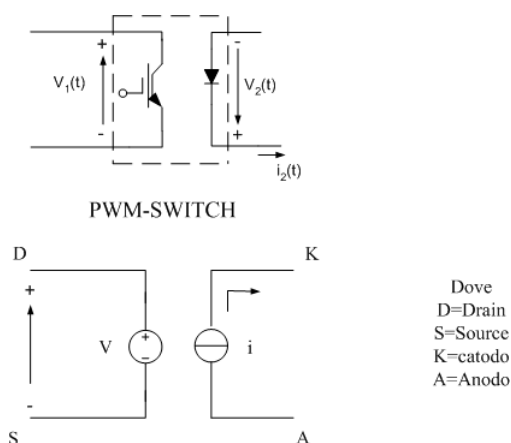 +
-
V1(t)
V2(t)
-
+
i2(t)
PWM-SWITCH
D
K
+
V
+
-
i
-
S
A
Dove
D=Drain
S=Source
K=catodo
A=Anodo